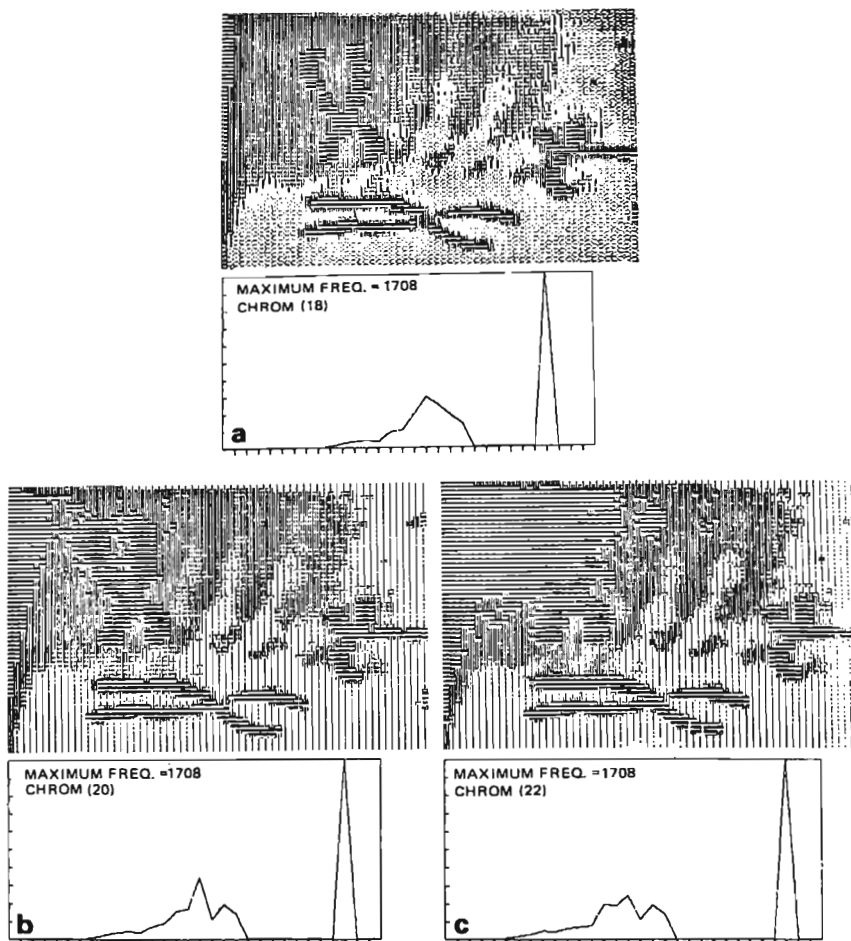 MAXIMUM FREQ. = 1708
CHROM (18)
a
MAXIMUM FREQ. =1708
CHROM (20)
b
MAXIMUM FREQ. =1708
CHROM (22)
c